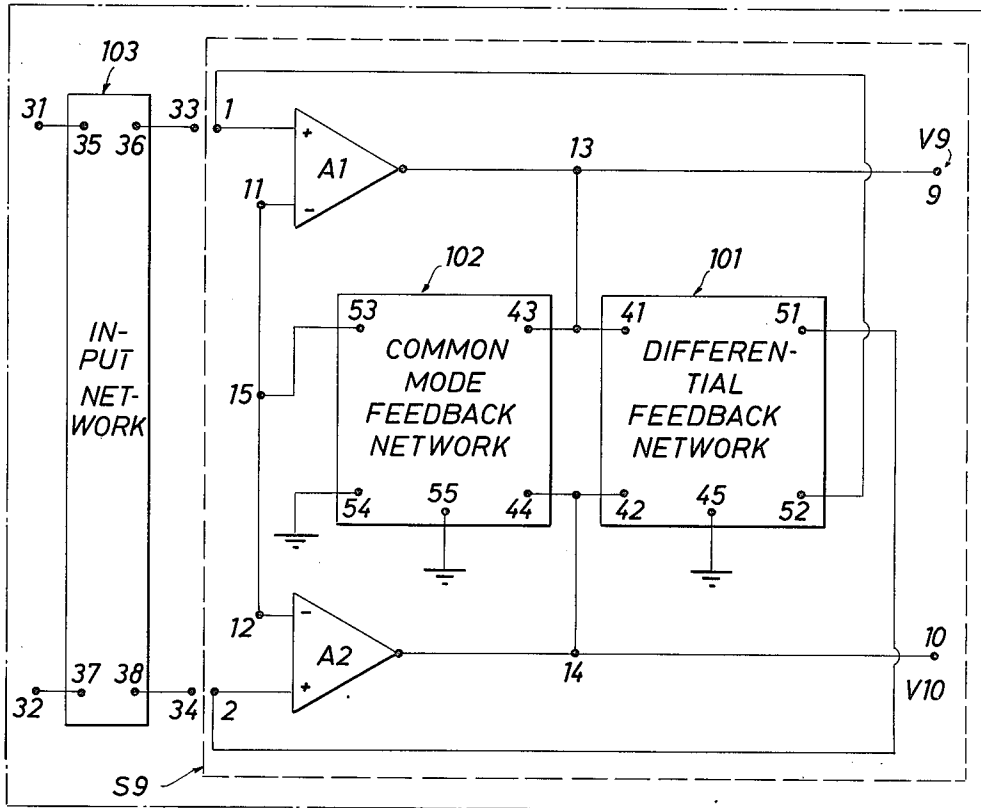 103
31
33
1
35
36
+
A1
13
V9
9
11
−
102
101
53
43
41
51
COMMON
MODE
FEEDBACK
NETWORK
DIFFEREN-
TIAL
FEEDBACK
NETWORK
IN-
PUT
NET-
WORK
15
54
55
44
42
45
52
12
−
A2
+
14
10
V10
37
38
32
34
2
S9